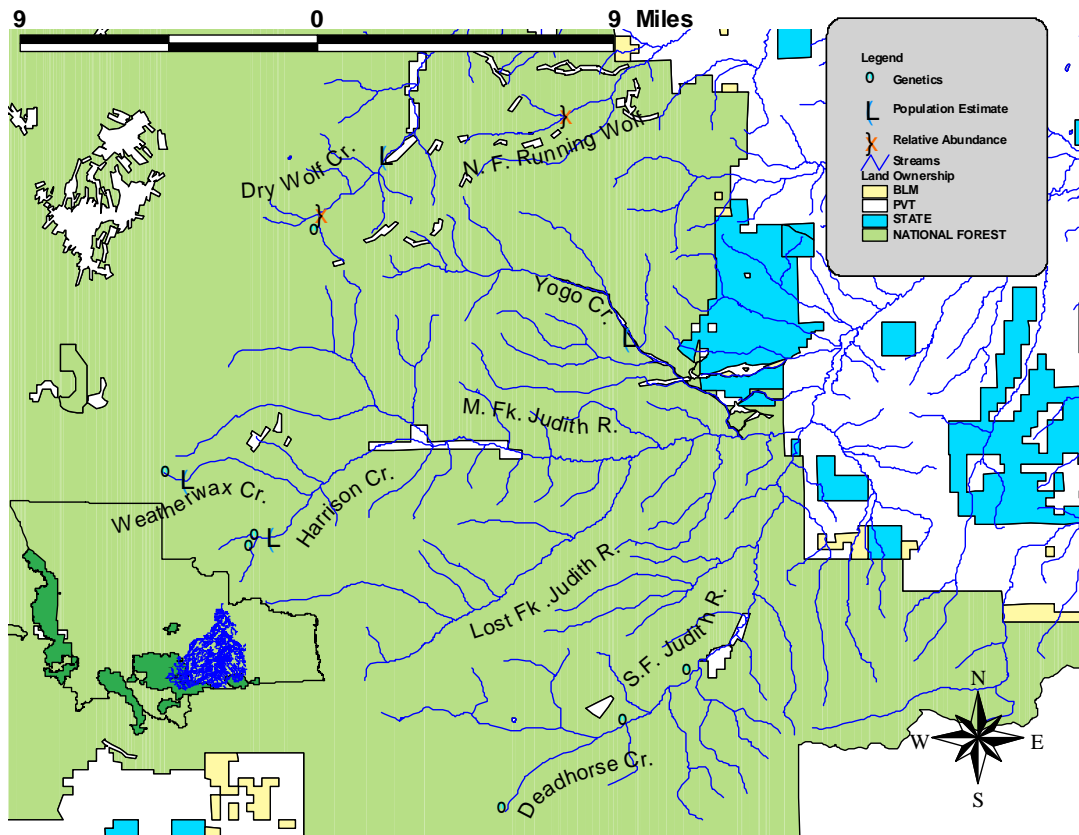 9 0 9 Miles
Legend
Genetics
L Population Estimate
} Relative Abundance
Streams
Land Ownership
BLM
PVT
STATE
NATIONAL FOREST
Dry Wolf Cr.
L
N. F. Running Wolf
}
}
Yogo Cr.
L
M. Fk. Judith R.
Weatherwax Cr.
L
Harrison Cr.
L
Lost Fk .Judith R.
S.F. Judith R.
Deadhorse Cr.
N
W E
S